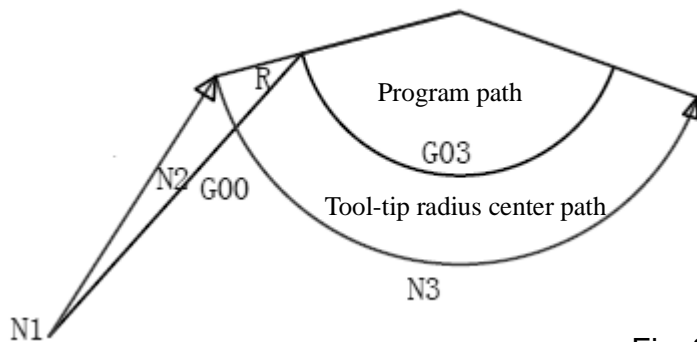 R
Program path
G03
N2
G00
Tool-tip radius center path
N3
N1